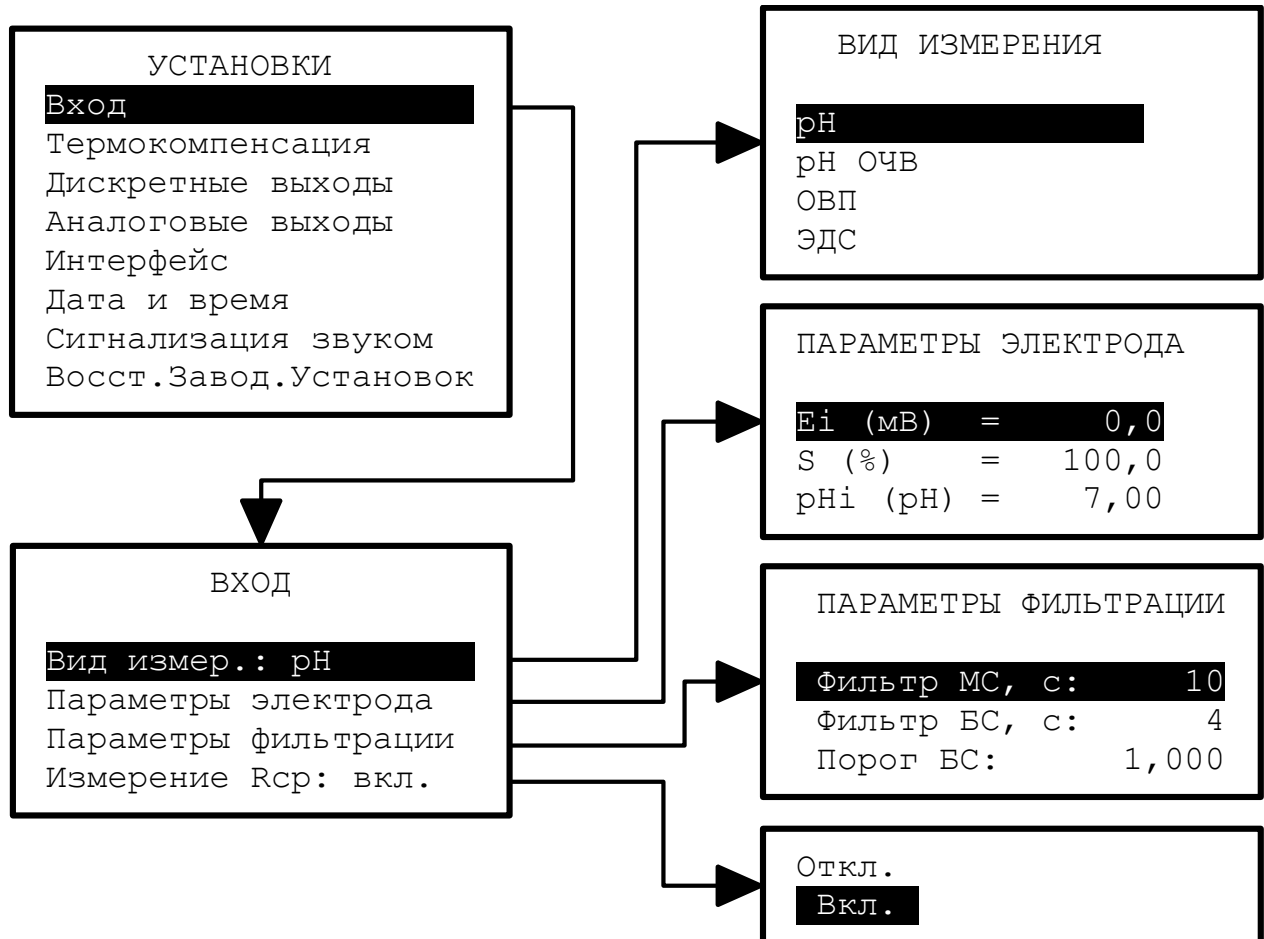 УСТАНОВКИ
Вход
Термокомпенсация
Дискретные выходы
Аналоговые выходы
Интерфейс
Дата и время
Сигнализация звуком
Восст.Завод.Установок
ВХОД
Вид измер.: pH
Параметры электрода
Параметры фильтрации
Измерение Rср: вкл.
ВИД ИЗМЕРЕНИЯ
pH
pH ОЧВ
ОВП
ЭДС
ПАРАМЕТРЫ ЭЛЕКТРОДА
Ei (мВ) = 0,0
S (%) = 100,0
pHi (pH) = 7,00
ПАРАМЕТРЫ ФИЛЬТРАЦИИ
Фильтр МС, с: 10
Фильтр БС, с: 4
Порог БС: 1,000
Откл.
Вкл.